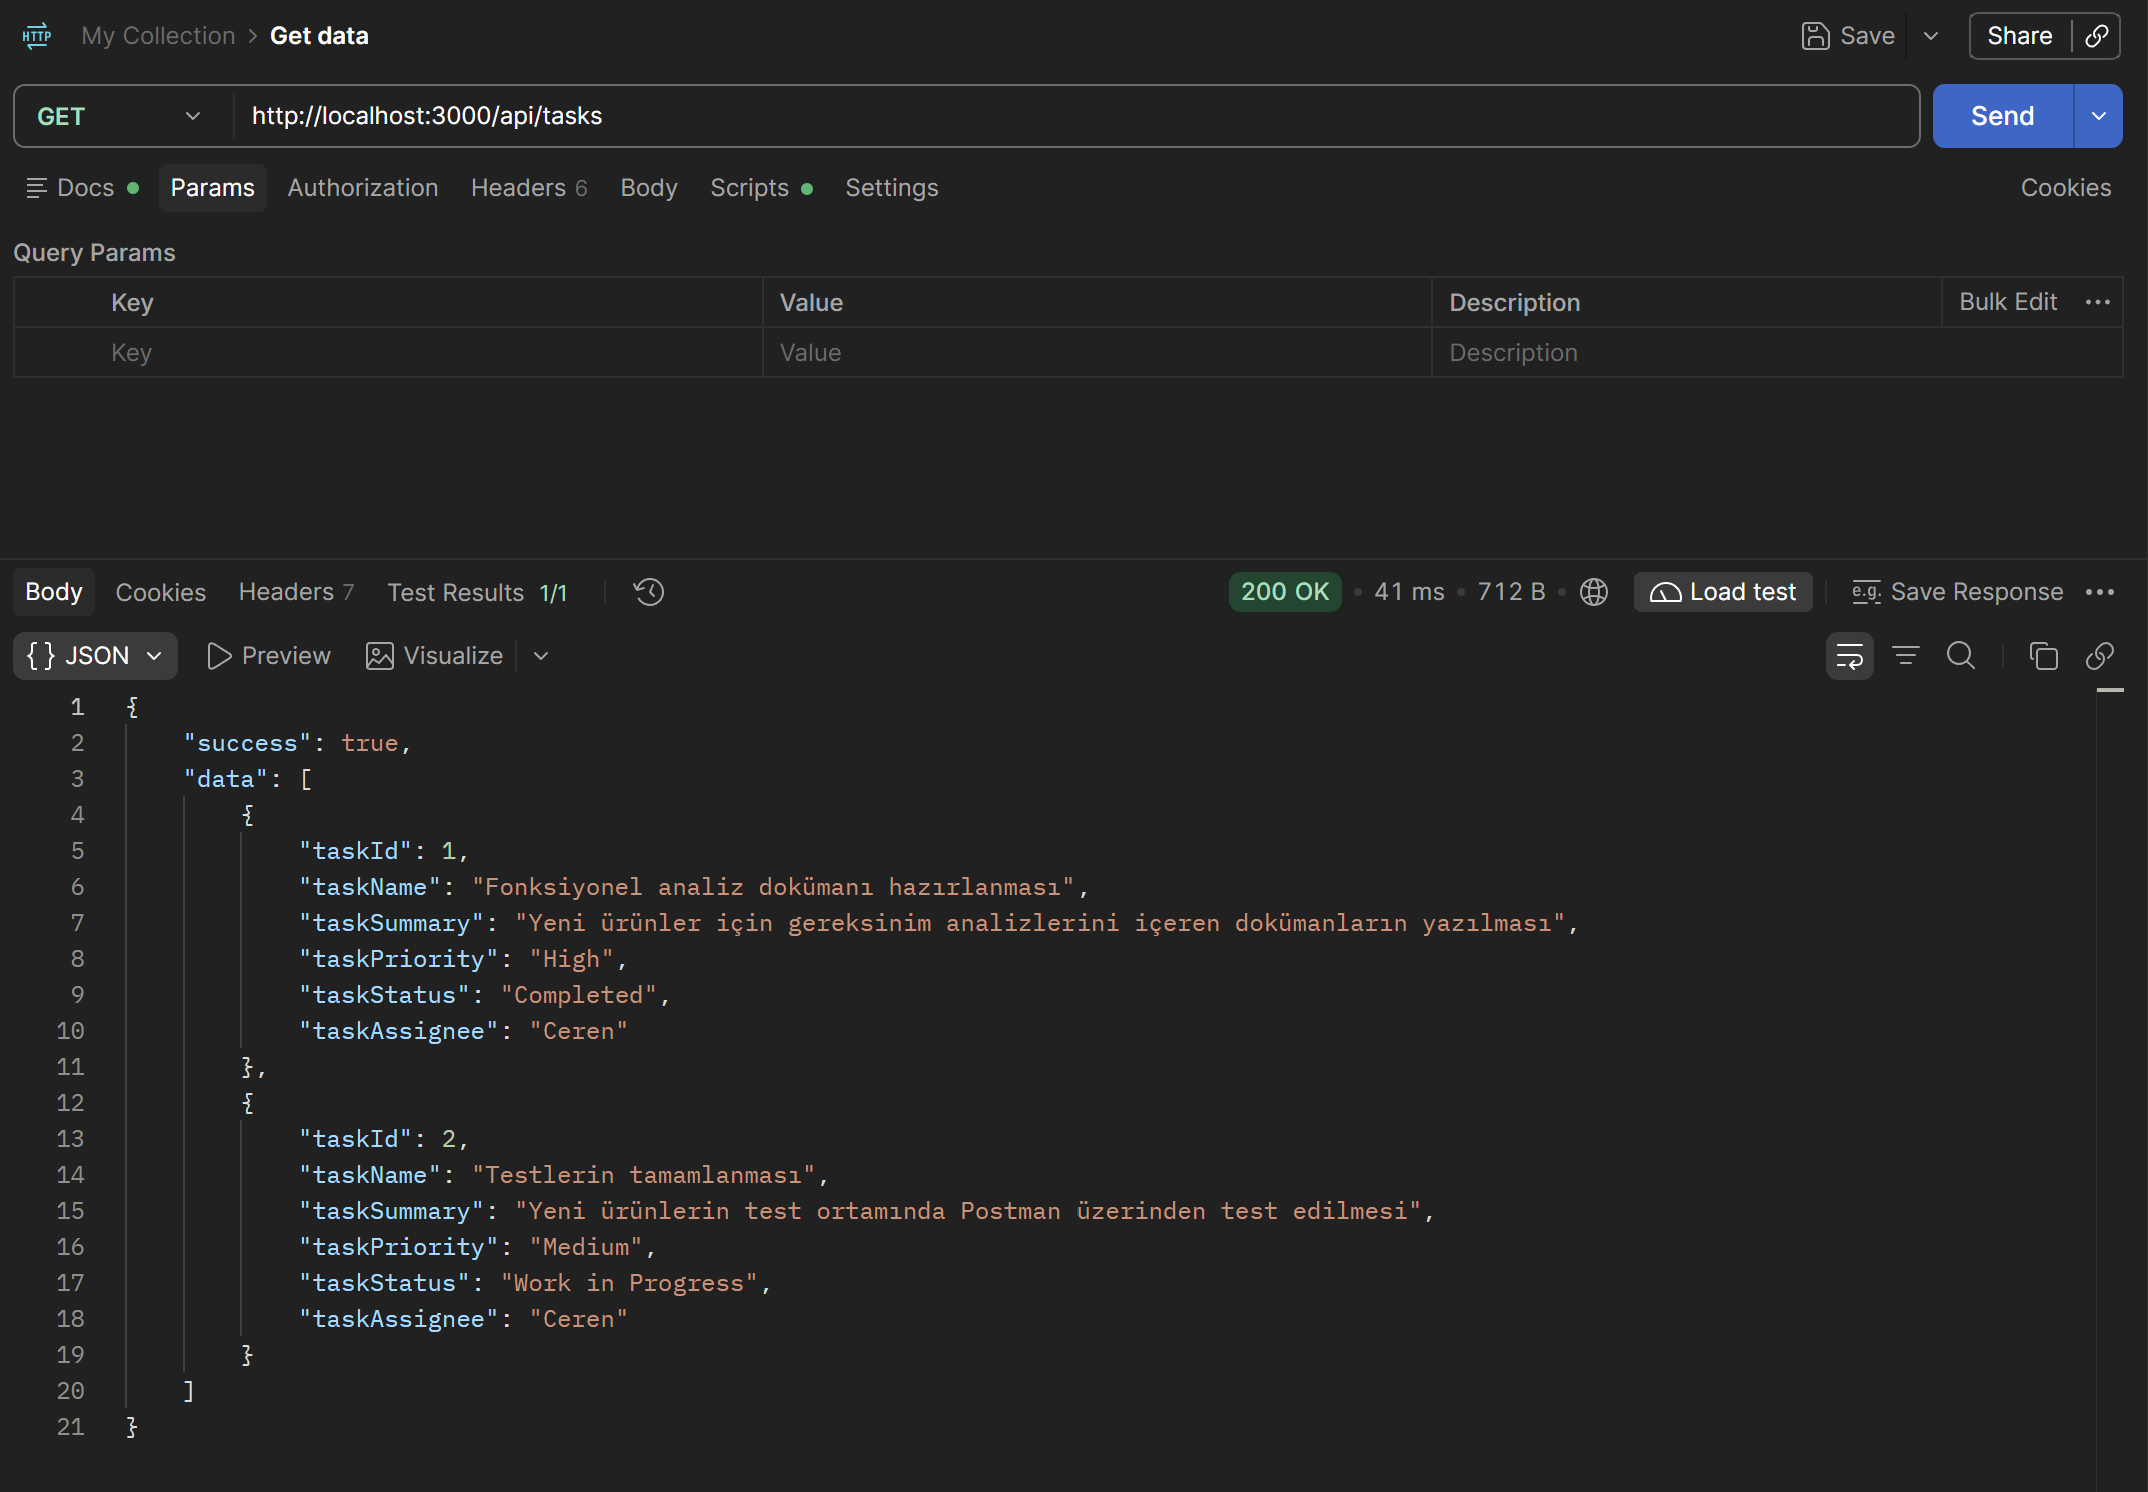 HTTP My Collection > Get data Save Share
GET http://localhost:3000/api/tasks Send
Docs Params Authorization Headers 6 Body Scripts Settings Cookies
Query Params
Key Value Description Bulk Edit
Key Value Description
Body Cookies Headers 7 Test Results 1/1 200 OK • 41 ms • 712 B • Load test e.g. Save Response
{} JSON Preview Visualize
1 {
2 "success": true,
3 "data": [
4 {
5 "taskId": 1,
6 "taskName": "Fonksiyonel analiz dokümanı hazırlanması",
7 "taskSummary": "Yeni ürünler için gereksinim analizlerini içeren dokümanların yazılması",
8 "taskPriority": "High",
9 "taskStatus": "Completed",
10 "taskAssignee": "Ceren"
11 },
12 {
13 "taskId": 2,
14 "taskName": "Testlerin tamamlanması",
15 "taskSummary": "Yeni ürünlerin test ortamında Postman üzerinden test edilmesi",
16 "taskPriority": "Medium",
17 "taskStatus": "Work in Progress",
18 "taskAssignee": "Ceren"
19 }
20 ]
21 }